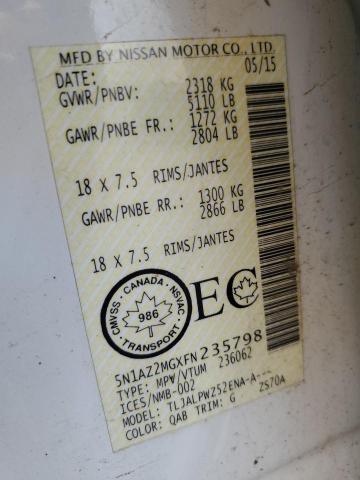 MFD BY NISSAN MOTOR CO., LTD.
DATE: 05/15
GVWR/PNBV: 2318 KG
5110 LB
GAWR/PNBE FR.: 1272 KG
2804 LB
18 X 7.5 RIMS/JANTES
GAWR/PNBE RR.: 1300 KG
2866 LB
18 X 7.5 RIMS/JANTES
CMVSS · CANADA · NSVAC
986
TRANSPORT
EC
5N1AZ2MGXFN235798
TYPE: MPV/VTUM 236062
ICES/NMB-002
MODEL: TLJALPWZ52ENA-A---
COLOR: QAB TRIM: G ZS70A